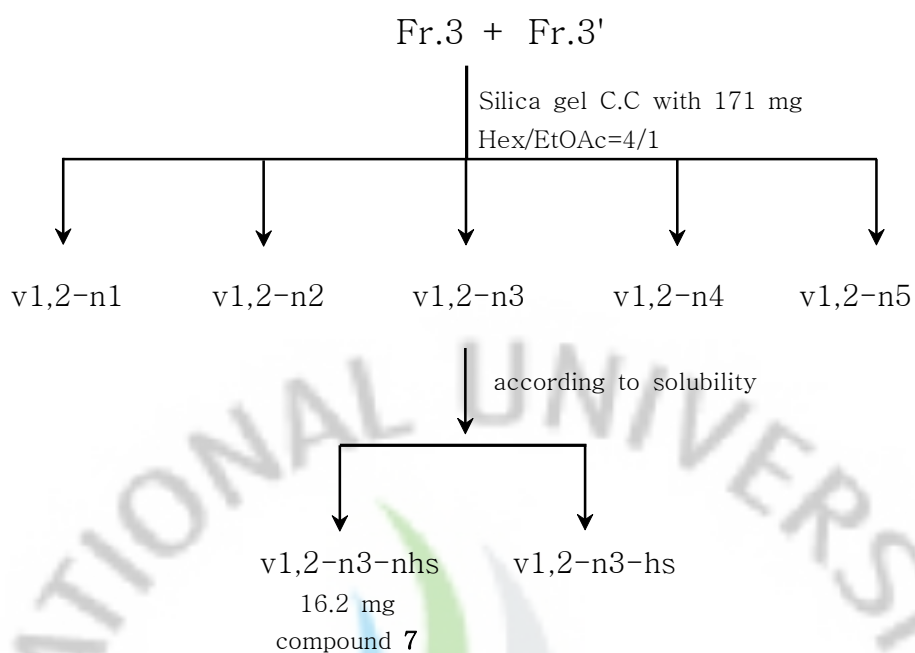 Fr.3 + Fr.3'
Silica gel C.C with 171 mg
Hex/EtOAc=4/1
v1,2-n1 v1,2-n2 v1,2-n3 v1,2-n4 v1,2-n5
according to solubility
v1,2-n3-nhs v1,2-n3-hs
16.2 mg
compound 7
ATIONAL UNIVERS